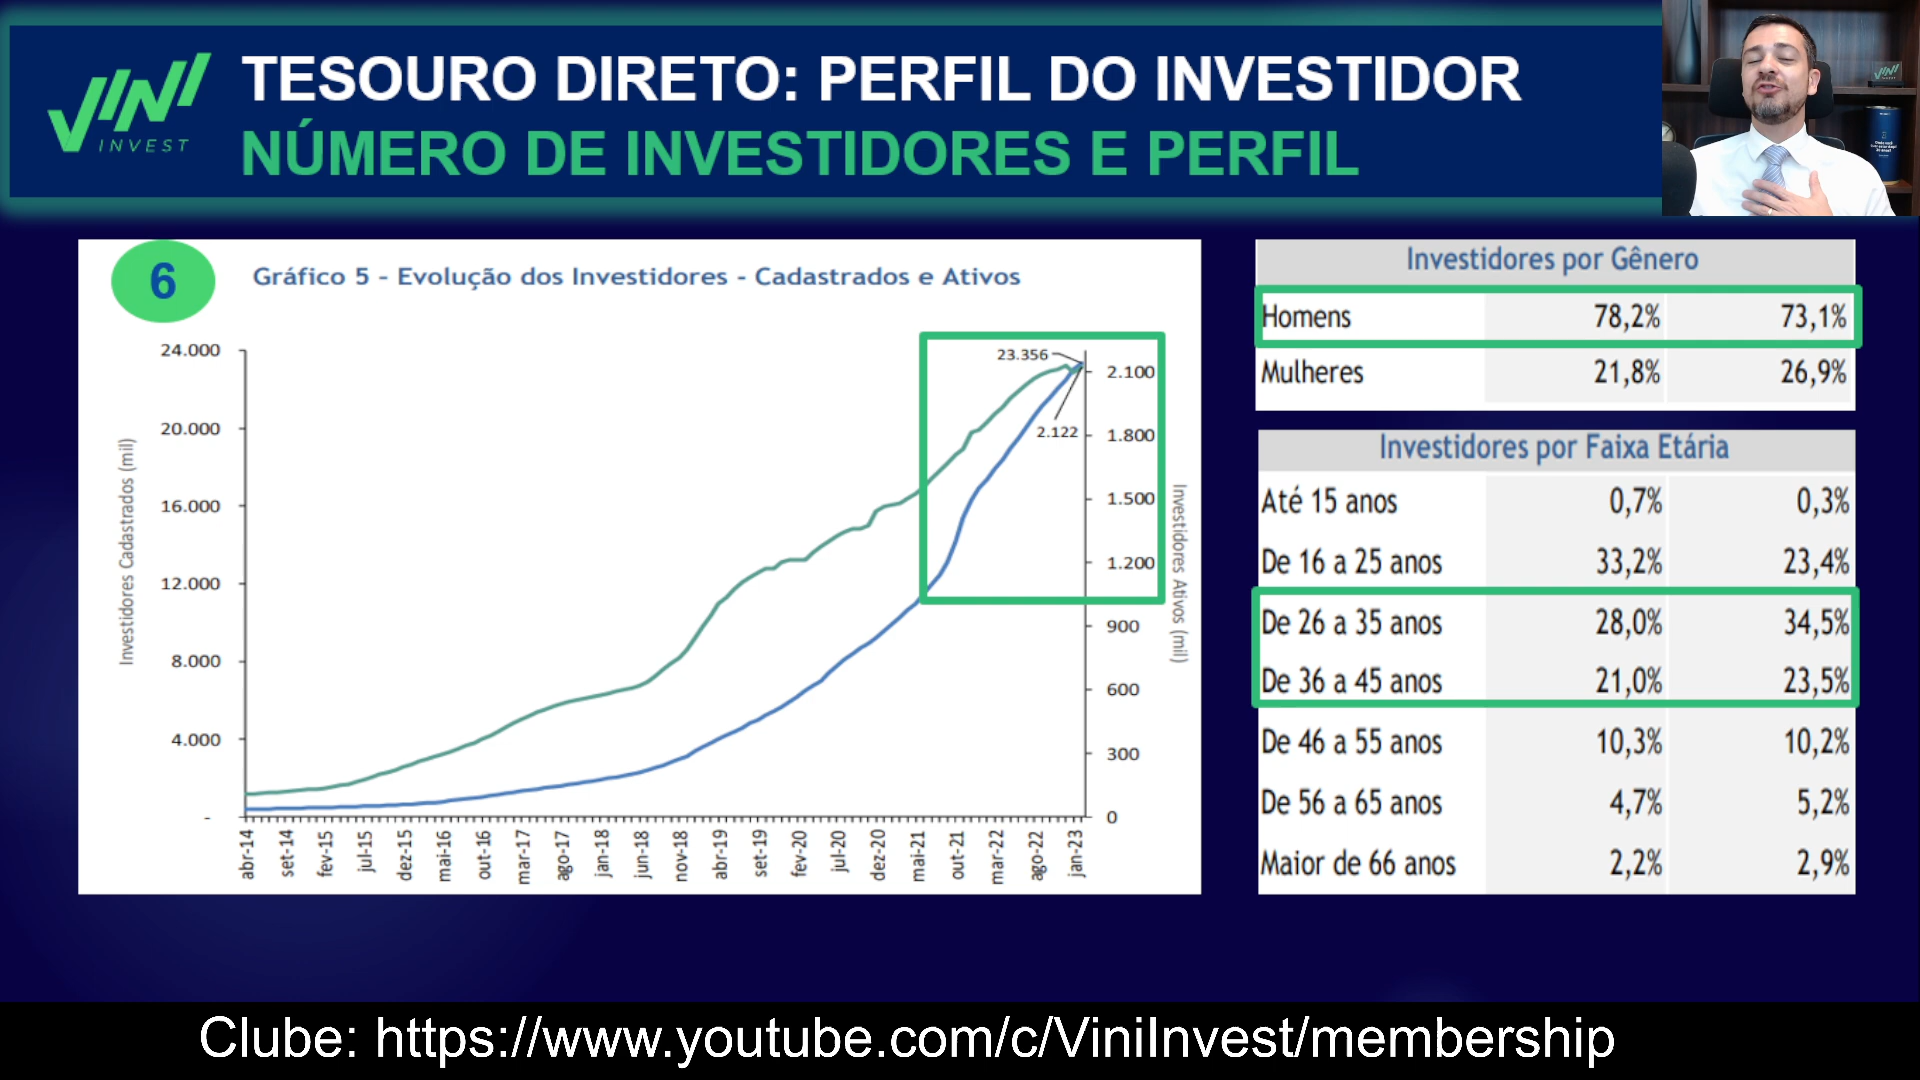 VINI
INVEST
TESOURO DIRETO: PERFIL DO INVESTIDOR
NÚMERO DE INVESTIDORES E PERFIL
6
Gráfico 5 - Evolução dos Investidores - Cadastrados e Ativos
Investidores Cadastrados (mil)
24.000
20.000
16.000
12.000
8.000
4.000
-
23.356
2.122
2.100
1.800
1.500
1.200
900
600
300
0
Investidores Ativos (mil)
abr-14
set-14
fev-15
jul-15
dez-15
mai-16
out-16
mar-17
ago-17
jan-18
jun-18
nov-18
abr-19
set-19
fev-20
jul-20
dez-20
mai-21
out-21
mar-22
ago-22
jan-23
Investidores por Gênero
Homens 78,2% 73,1%
Mulheres 21,8% 26,9%
Investidores por Faixa Etária
Até 15 anos 0,7% 0,3%
De 16 a 25 anos 33,2% 23,4%
De 26 a 35 anos 28,0% 34,5%
De 36 a 45 anos 21,0% 23,5%
De 46 a 55 anos 10,3% 10,2%
De 56 a 65 anos 4,7% 5,2%
Maior de 66 anos 2,2% 2,9%
Clube: https://www.youtube.com/c/ViniInvest/membership